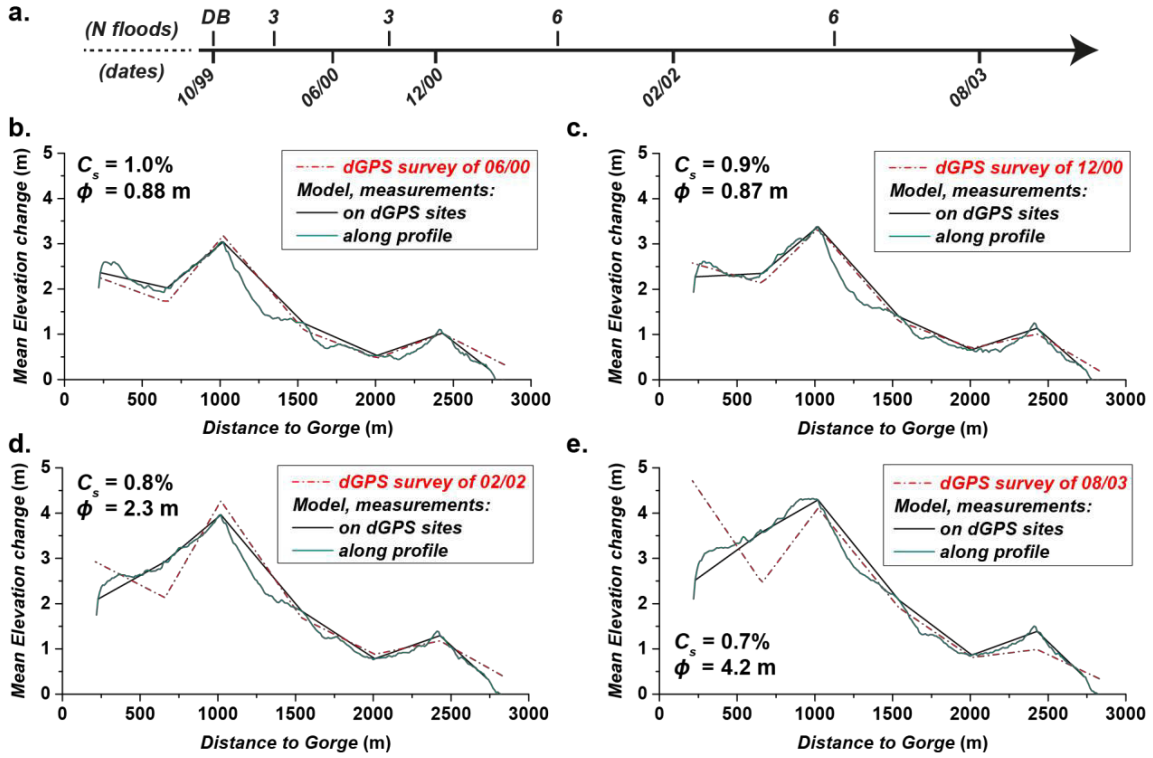 a.
(N floods) DB 3 3 6 6
(dates) 10/99 06/00 12/00 02/02 08/03
b.
C_s = 1.0%
ϕ = 0.88 m
dGPS survey of 06/00
Model, measurements:
on dGPS sites
along profile
Mean Elevation change (m)
5
4
3
2
1
0
0 500 1000 1500 2000 2500 3000
Distance to Gorge (m)
c.
C_s = 0.9%
ϕ = 0.87 m
dGPS survey of 12/00
Model, measurements:
on dGPS sites
along profile
Mean Elevation change (m)
5
4
3
2
1
0
0 500 1000 1500 2000 2500 3000
Distance to Gorge (m)
d.
C_s = 0.8%
ϕ = 2.3 m
dGPS survey of 02/02
Model, measurements:
on dGPS sites
along profile
Mean Elevation change (m)
5
4
3
2
1
0
0 500 1000 1500 2000 2500 3000
Distance to Gorge (m)
e.
dGPS survey of 08/03
Model, measurements:
on dGPS sites
along profile
C_s = 0.7%
ϕ = 4.2 m
Mean Elevation change (m)
5
4
3
2
1
0
0 500 1000 1500 2000 2500 3000
Distance to Gorge (m)